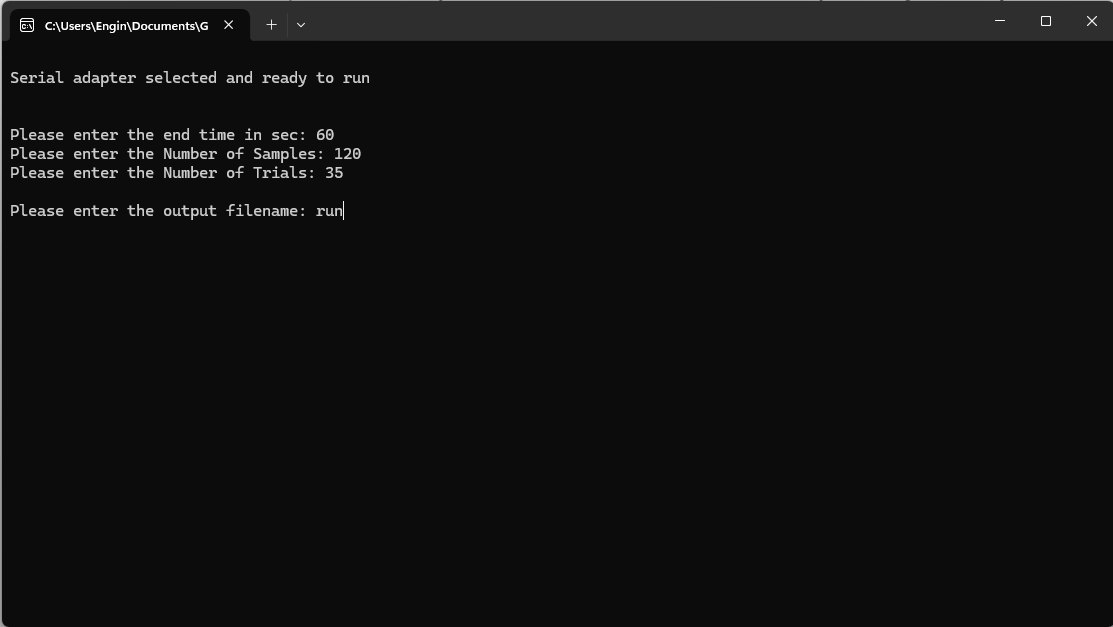 C:\Users\Engin\Documents\G
Serial adapter selected and ready to run
Please enter the end time in sec: 60
Please enter the Number of Samples: 120
Please enter the Number of Trials: 35
Please enter the output filename: run